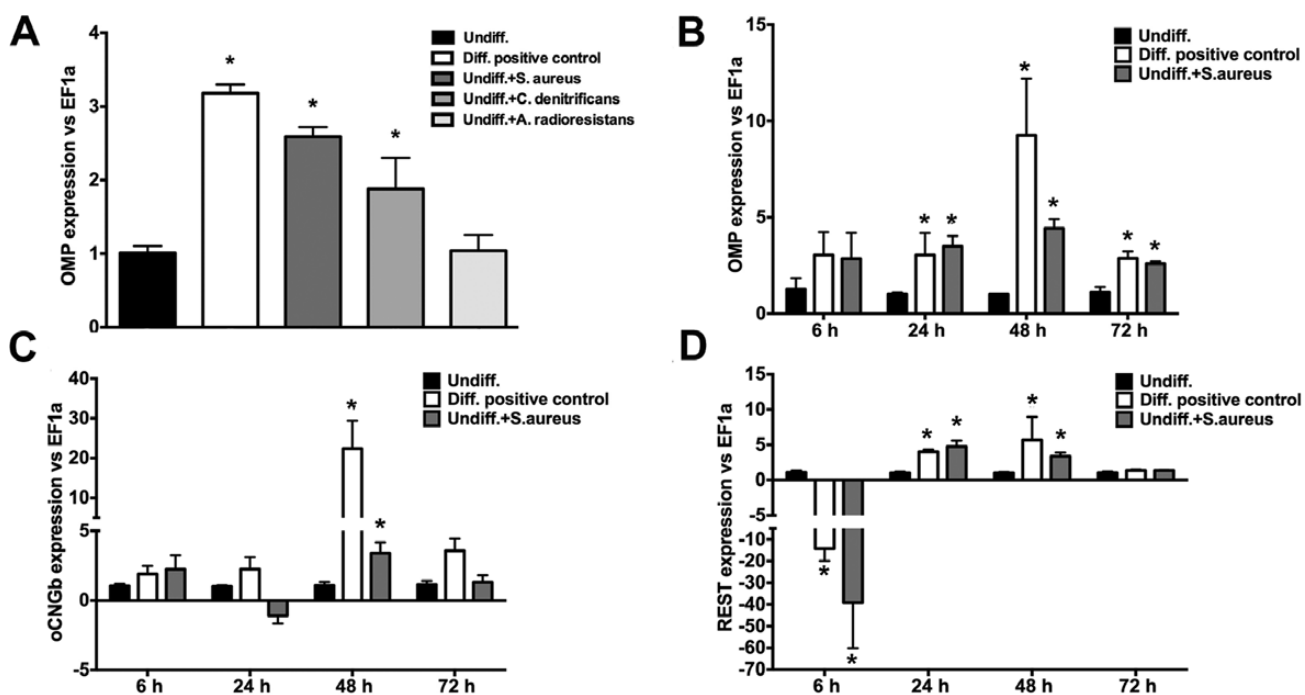 A
OMP expression vs EF1a
4
3
2
1
0
*
*
*
Undiff.
Diff. positive control
Undiff.+S. aureus
Undiff.+C. denitrificans
Undiff.+A. radioresistans
B
OMP expression vs EF1a
15
10
5
0
*
*
*
*
*
*
6 h
24 h
48 h
72 h
Undiff.
Diff. positive control
Undiff.+S.aureus
C
oCNGb expression vs EF1a
40
30
20
10
5
0
-5
*
*
6 h
24 h
48 h
72 h
Undiff.
Diff. positive control
Undiff.+S.aureus
D
REST expression vs EF1a
15
10
5
0
-5
-10
-20
-30
-40
-50
-60
-70
*
*
*
*
*
*
6 h
24 h
48 h
72 h
Undiff.
Diff. positive control
Undiff.+S.aureus